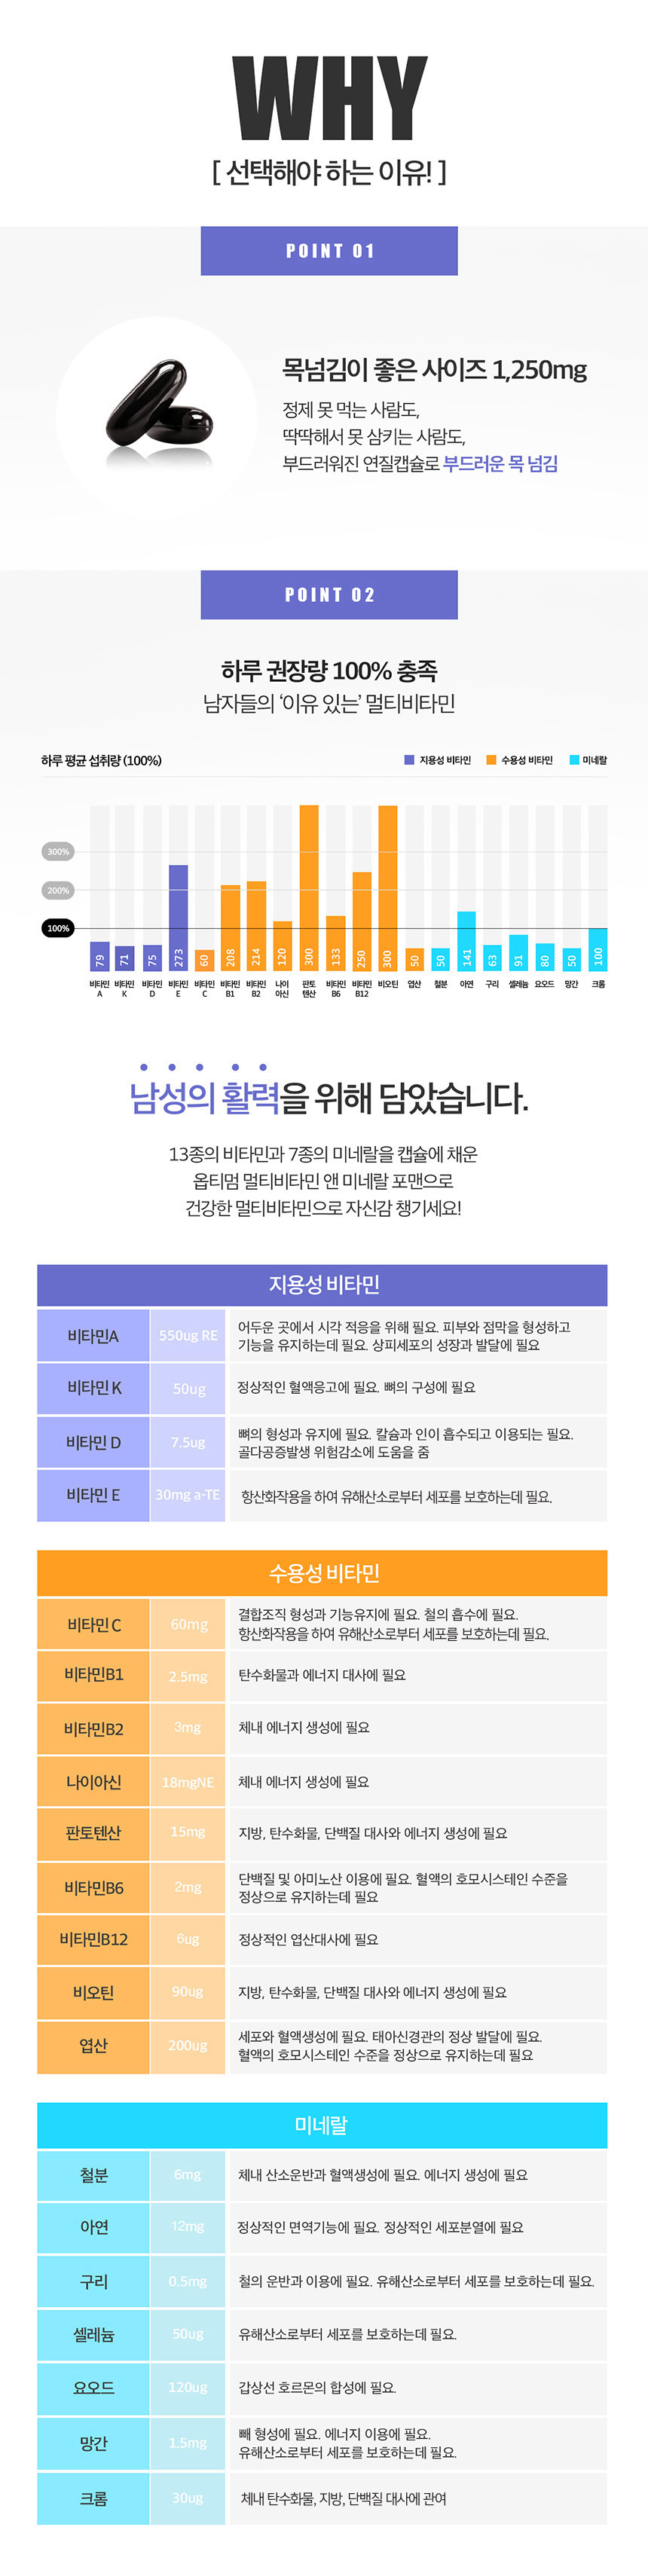 WHY
[ 선택해야 하는 이유! ]
POINT 01
목넘김이 좋은 사이즈 1,250mg
정제 못 먹는 사람도,
딱딱해서 못 삼키는 사람도,
부드러워진 연질캡슐로 부드러운 목 넘김
POINT 02
하루 권장량 100% 충족
남자들의 ‘이유 있는’ 멀티비타민
하루 평균 섭취량 (100%)
지용성 비타민 수용성 비타민 미네랄
300%
200%
100%
79 71 75 273 60 208 214 120 300 133 250 300 50 50 141 63 91 80 50 100
비타민 비타민 비타민 비타민 비타민 비타민 비타민 나이 판토 비타민 비타민 비오틴 엽산 철분 아연 구리 셀레늄 요오드 망간 크롬
A K D E C B1 B2 아신 텐산 B6 B12
남성의 활력을 위해 담았습니다.
13종의 비타민과 7종의 미네랄을 캡슐에 채운
옵티멈 멀티비타민 앤 미네랄 포맨으로
건강한 멀티비타민으로 자신감 챙기세요!
지용성 비타민
비타민A 550ug RE 어두운 곳에서 시각 적응을 위해 필요. 피부와 점막을 형성하고
기능을 유지하는데 필요. 상피세포의 성장과 발달에 필요
비타민 K 50ug 정상적인 혈액응고에 필요. 뼈의 구성에 필요
비타민 D 7.5ug 뼈의 형성과 유지에 필요. 칼슘과 인이 흡수되고 이용되는 필요.
골다공증발생 위험감소에 도움을 줌
비타민 E 30mg a-TE 항산화작용을 하여 유해산소로부터 세포를 보호하는데 필요.
수용성 비타민
비타민 C 60mg 결합조직 형성과 기능유지에 필요. 철의 흡수에 필요.
항산화작용을 하여 유해산소로부터 세포를 보호하는데 필요.
비타민B1 2.5mg 탄수화물과 에너지 대사에 필요
비타민B2 3mg 체내 에너지 생성에 필요
나이아신 18mgNE 체내 에너지 생성에 필요
판토텐산 15mg 지방, 탄수화물, 단백질 대사와 에너지 생성에 필요
비타민B6 2mg 단백질 및 아미노산 이용에 필요. 혈액의 호모시스테인 수준을
정상으로 유지하는데 필요
비타민B12 6ug 정상적인 엽산대사에 필요
비오틴 90ug 지방, 탄수화물, 단백질 대사와 에너지 생성에 필요
엽산 200ug 세포와 혈액생성에 필요. 태아신경관의 정상 발달에 필요.
혈액의 호모시스테인 수준을 정상으로 유지하는데 필요
미네랄
철분 6mg 체내 산소운반과 혈액생성에 필요. 에너지 생성에 필요
아연 12mg 정상적인 면역기능에 필요. 정상적인 세포분열에 필요
구리 0.5mg 철의 운반과 이용에 필요. 유해산소로부터 세포를 보호하는데 필요.
셀레늄 50ug 유해산소로부터 세포를 보호하는데 필요.
요오드 120ug 갑상선 호르몬의 합성에 필요.
망간 1.5mg 빼 형성에 필요. 에너지 이용에 필요.
유해산소로부터 세포를 보호하는데 필요.
크롬 30ug 체내 탄수화물, 지방, 단백질 대사에 관여